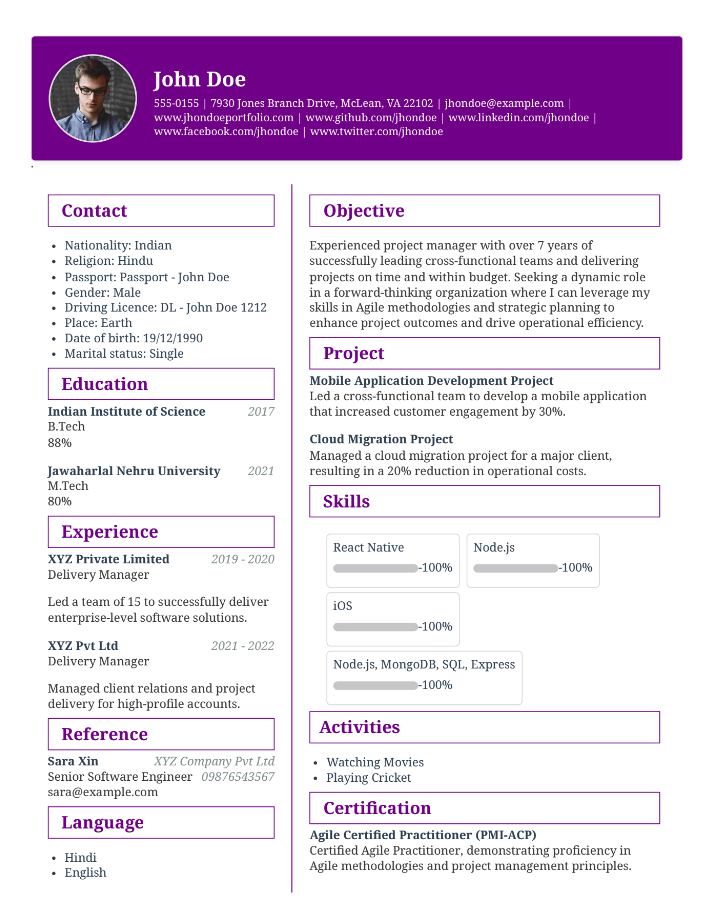 John Doe
555-0155 | 7930 Jones Branch Drive, McLean, VA 22102 | jhondoe@example.com |
www.jhondoeportfolio.com | www.github.com/jhondoe | www.linkedin.com/jhondoe |
www.facebook.com/jhondoe | www.twitter.com/jhondoe
Contact
• Nationality: Indian
• Religion: Hindu
• Passport: Passport - John Doe
• Gender: Male
• Driving Licence: DL - John Doe 1212
• Place: Earth
• Date of birth: 19/12/1990
• Marital status: Single
Education
Indian Institute of Science 2017
B.Tech
88%
Jawaharlal Nehru University 2021
M.Tech
80%
Experience
XYZ Private Limited 2019 - 2020
Delivery Manager
Led a team of 15 to successfully deliver
enterprise-level software solutions.
XYZ Pvt Ltd 2021 - 2022
Delivery Manager
Managed client relations and project
delivery for high-profile accounts.
Reference
Sara Xin XYZ Company Pvt Ltd
Senior Software Engineer 09876543567
sara@example.com
Language
• Hindi
• English
Objective
Experienced project manager with over 7 years of
successfully leading cross-functional teams and delivering
projects on time and within budget. Seeking a dynamic role
in a forward-thinking organization where I can leverage my
skills in Agile methodologies and strategic planning to
enhance project outcomes and drive operational efficiency.
Project
Mobile Application Development Project
Led a cross-functional team to develop a mobile application
that increased customer engagement by 30%.
Cloud Migration Project
Managed a cloud migration project for a major client,
resulting in a 20% reduction in operational costs.
Skills
React Native
-100%
Node.js
-100%
iOS
-100%
Node.js, MongoDB, SQL, Express
-100%
Activities
• Watching Movies
• Playing Cricket
Certification
Agile Certified Practitioner (PMI-ACP)
Certified Agile Practitioner, demonstrating proficiency in
Agile methodologies and project management principles.